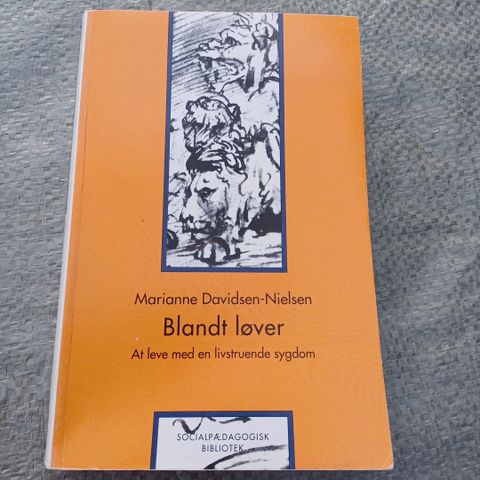 Marianne Davidsen-Nielsen
Blandt løver
At leve med en livstruende sygdom
SOCIALPÆDAGOGISK
BIBLIOTEK